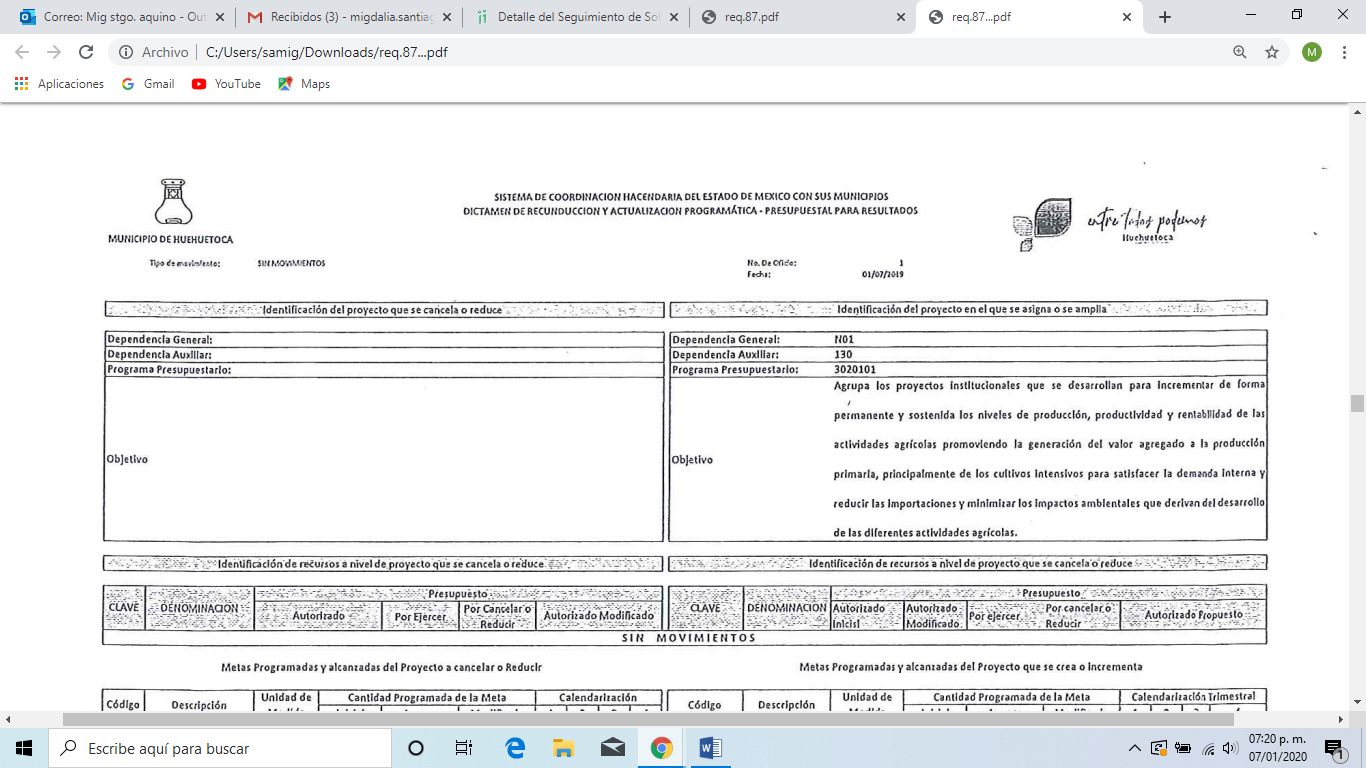 Correo: Mig stgo. aquino - Out
Recibidos (3) - migdalia.santiag
Detalle del Seguimiento de Sol
req.87.pdf
req.87...pdf
Archivo | C:/Users/samig/Downloads/req.87...pdf
M
Aplicaciones Gmail YouTube Maps
SISTEMA DE COORDINACION HACENDARIA DEL ESTADO DE MEXICO CON SUS MUNICIPIOS
DICTAMEN DE RECUNDUCCION Y ACTUALIZACION PROGRAMÁTICA - PRESUPUESTAL PARA RESULTADOS
MUNICIPIO DE HUEHUETOCA
entre todos podemos
Huehuetoca
Tipo de movimiento: SIN MOVIMIENTOS
No. De Oficio: 1
Fecha: 01/07/2019
Identificación del proyecto que se cancela o reduce
Identificación del proyecto en el que se asigna o se amplia
Dependencia General:
Dependencia Auxiliar:
Programa Presupuestario:
Objetivo
Dependencia General: N01
Dependencia Auxiliar: 130
Programa Presupuestario: 3020101
Objetivo
Agrupa los proyectos institucionales que se desarrollan para incrementar de forma
permanente y sostenida los niveles de producción, productividad y rentabilidad de las
actividades agrícolas promoviendo la generación del valor agregado a la producción
primaria, principalmente de los cultivos intensivos para satisfacer la demanda interna y
reducir las importaciones y minimizar los impactos ambientales que derivan del desarrollo
de las diferentes actividades agrícolas.
Identificación de recursos a nivel de proyecto que se cancela o reduce
Identificación de recursos a nivel de proyecto que se cancela o reduce
CLAVE DENOMINACION Presupuesto
Autorizado Por Ejercer Por Cancelar o Reducir Autorizado Modificado
CLAVE DENOMINACION Presupuesto
Autorizado Inicisl Autorizado Modificado Por ejercer Por cancelar o Reducir Autorizado Propuesto
SIN MOVIMIENTOS
Metas Programadas y alcanzadas del Proyecto a cancelar o Reducir
Metas Programadas y alcanzadas del Proyecto que se crea o incrementa
Código Descripción Unidad de Cantidad Programada de la Meta Calendarización
Código Descripción Unidad de Cantidad Programada de la Meta Calendarización Trimestral
Escribe aquí para buscar
07:20 p. m.
07/01/2020
1